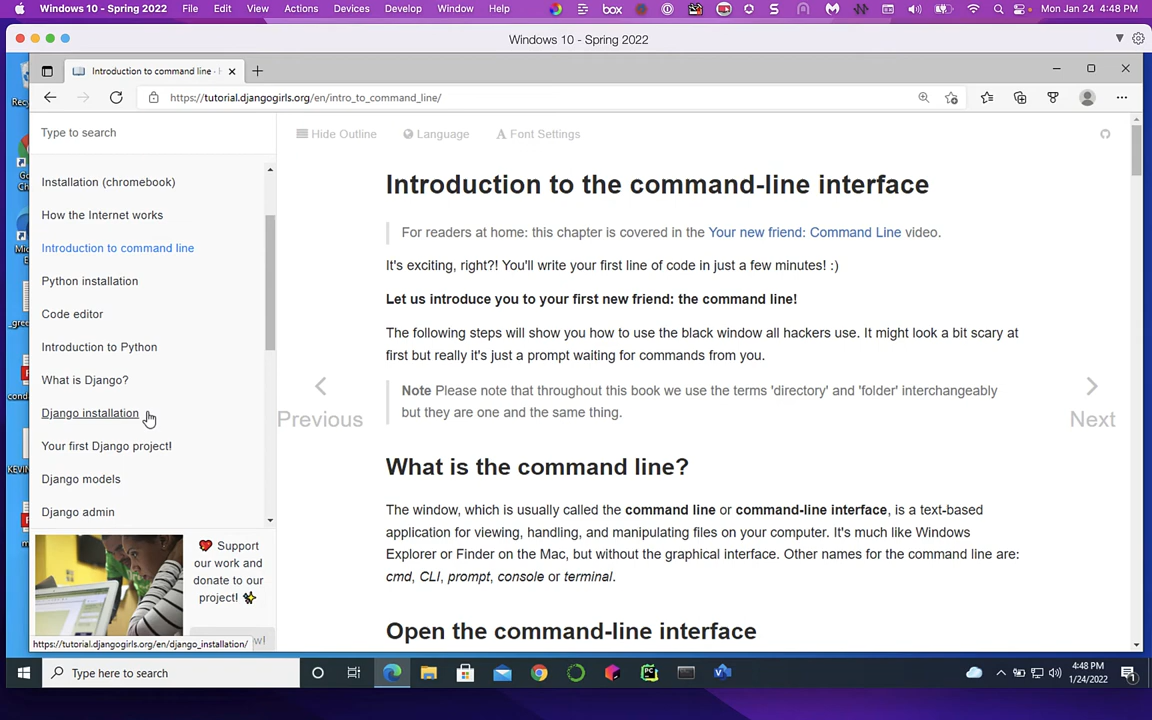 Windows 10 - Spring 2022 File Edit View Actions Devices Develop Window Help box Mon Jan 24 4:48 PM
Windows 10 - Spring 2022
Introduction to command line - 
https://tutorial.djangogirls.org/en/intro_to_command_line/
Type to search
Hide Outline Language A Font Settings
Installation (chromebook)
How the Internet works
Introduction to command line
Python installation
Code editor
Introduction to Python
What is Django?
Django installation
Your first Django project!
Django models
Django admin
Support
our work and
donate to our
project!
https://tutorial.djangogirls.org/en/django_installation/
Introduction to the command-line interface
For readers at home: this chapter is covered in the Your new friend: Command Line video.
It's exciting, right?! You'll write your first line of code in just a few minutes! :)
Let us introduce you to your first new friend: the command line!
The following steps will show you how to use the black window all hackers use. It might look a bit scary at
first but really it's just a prompt waiting for commands from you.
Note Please note that throughout this book we use the terms 'directory' and 'folder' interchangeably
but they are one and the same thing.
Previous
Next
What is the command line?
The window, which is usually called the command line or command-line interface, is a text-based
application for viewing, handling, and manipulating files on your computer. It's much like Windows
Explorer or Finder on the Mac, but without the graphical interface. Other names for the command line are:
cmd, CLI, prompt, console or terminal.
Open the command-line interface
Type here to search
4:48 PM
1/24/2022